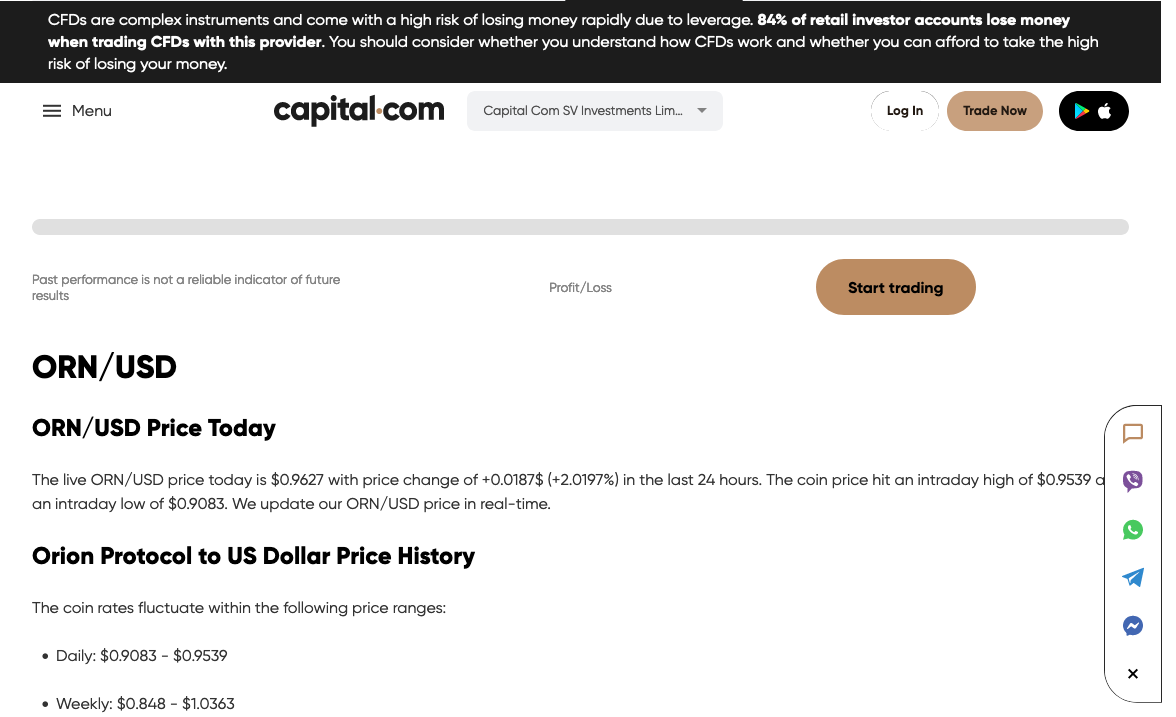 CFDs are complex instruments and come with a high risk of losing money rapidly due to leverage. 84% of retail investor accounts lose money
when trading CFDs with this provider. You should consider whether you understand how CFDs work and whether you can afford to take the high
risk of losing your money.
Menu
capital.com
Capital Com SV Investments Lim...
Log In
Trade Now
Past performance is not a reliable indicator of future
results
Profit/Loss
Start trading
ORN/USD
ORN/USD Price Today
The live ORN/USD price today is $0.9627 with price change of +0.0187$ (+2.0197%) in the last 24 hours. The coin price hit an intraday high of $0.9539
an intraday low of $0.9083. We update our ORN/USD price in real-time.
Orion Protocol to US Dollar Price History
The coin rates fluctuate within the following price ranges:
• Daily: $0.9083 - $0.9539
• Weekly: $0.848 - $1.0363